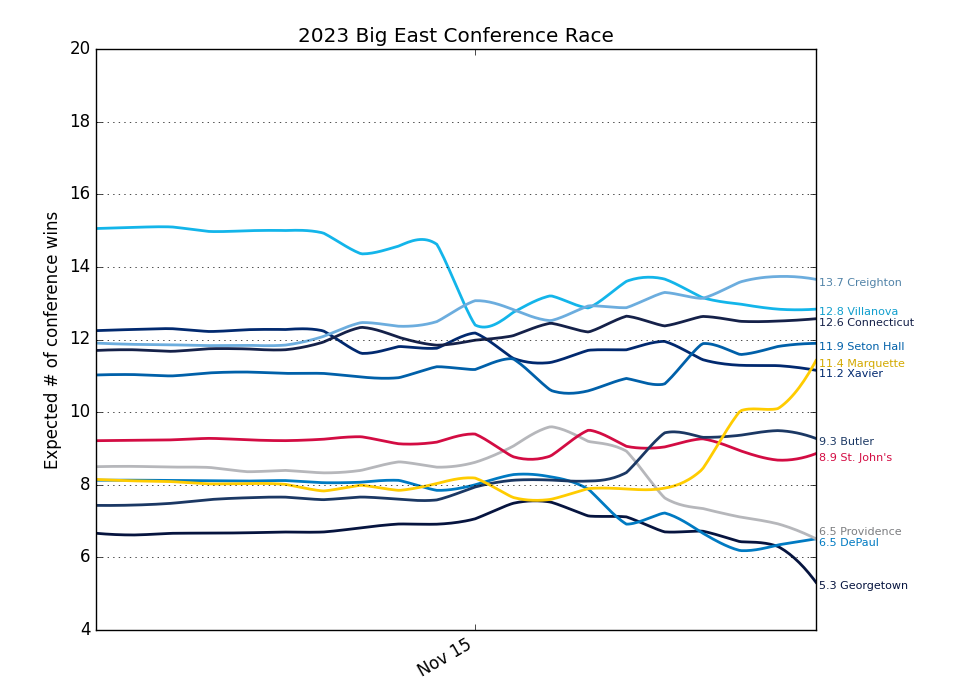 2023 Big East Conference Race
Expected # of conference wins
20
18
16
14
12
10
8
6
4
Nov 15
13.7 Creighton
12.8 Villanova
12.6 Connecticut
11.9 Seton Hall
11.4 Marquette
11.2 Xavier
9.3 Butler
8.9 St. John's
6.5 Providence
6.5 DePaul
5.3 Georgetown